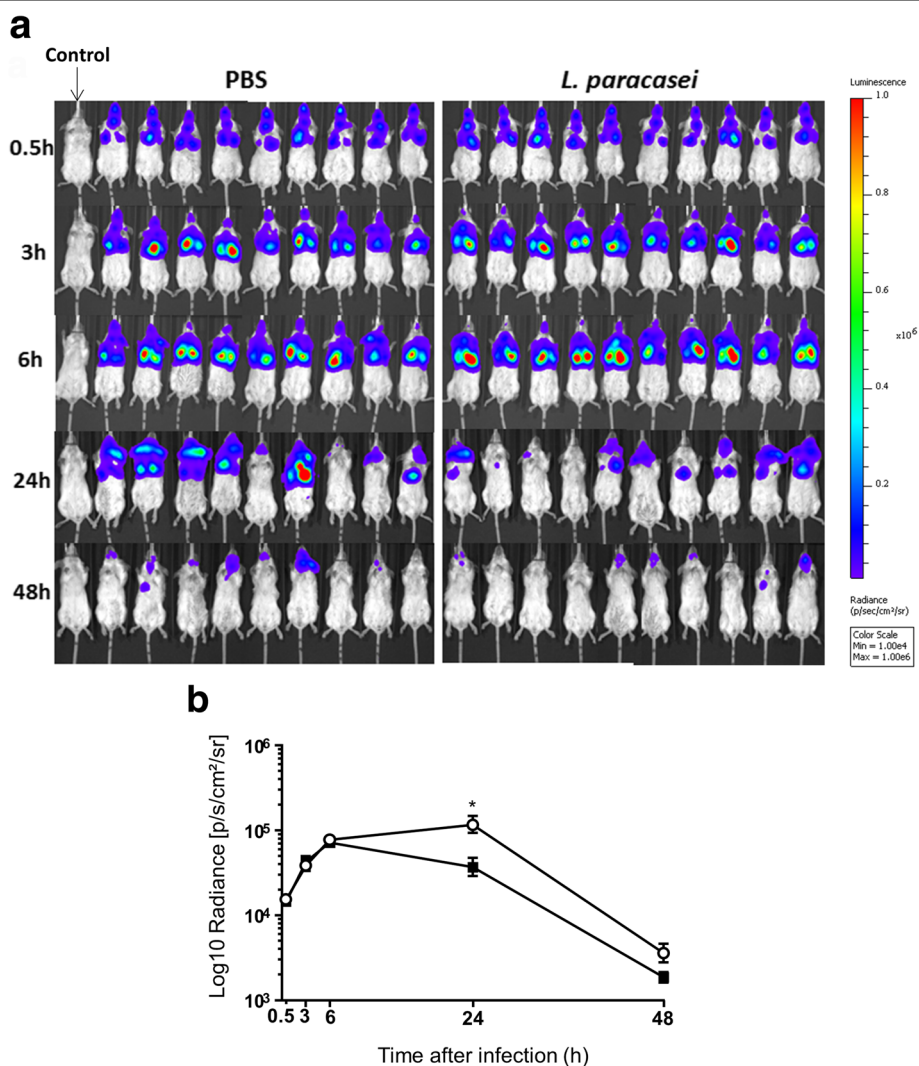 a
Control
PBS
L. paracasei
Luminescence
0.5h
3h
6h
24h
48h
1.0
0.8
0.6
x10⁶
0.4
0.2
Radiance
(p/sec/cm²/sr)
Color Scale
Min = 1.00e4
Max = 1.00e6
b
Log10 Radiance [p/s/cm²/sr]
10⁶
10⁵
10⁴
10³
*
0.5 3 6 24 48
Time after infection (h)